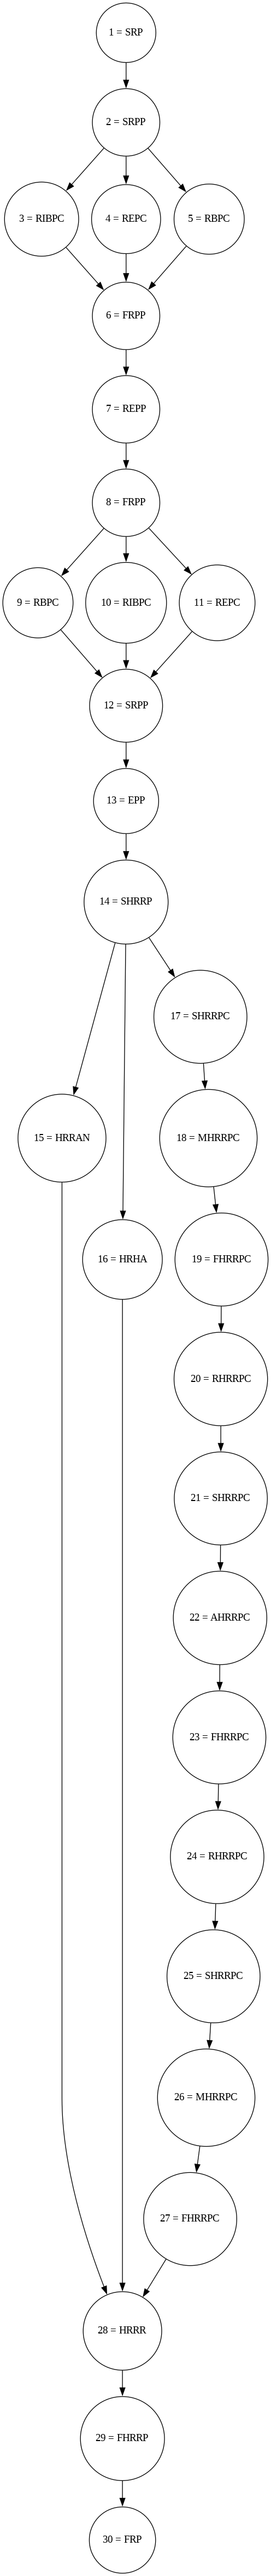 1 = SRP
2 = SRPP
3 = RIBPC
4 = REPC
5 = RBPC
6 = FRPP
7 = REPP
8 = FRPP
9 = RBPC
10 = RIBPC
11 = REPC
12 = SRPP
13 = EPP
14 = SHRRP
17 = SHRRPC
15 = HRRAN
18 = MHRRPC
16 = HRHA
19 = FHRRPC
20 = RHRRPC
21 = SHRRPC
22 = AHRRPC
23 = FHRRPC
24 = RHRRPC
25 = SHRRPC
26 = MHRRPC
27 = FHRRPC
28 = HRRR
29 = FHRRP
30 = FRP